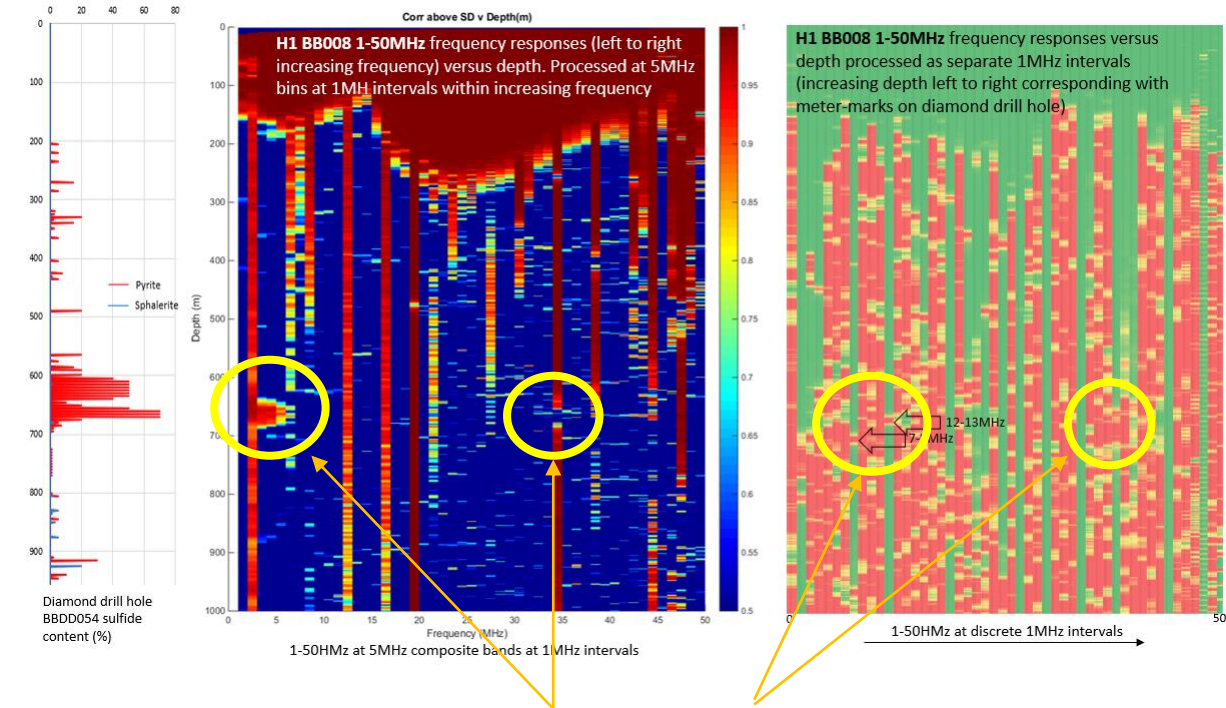 0 20 40 60 80
0
100
200
300
400
500
600
700
800
900
Pyrite
Sphalerite
Diamond drill hole
BBDD054 sulfide
content (%)
Corr above SD v Depth(m)
H1 BB008 1-50MHz frequency responses (left to right
increasing frequency) versus depth. Processed at 5MHz
bins at 1MH intervals within increasing frequency
Depth (m)
0
100
200
300
400
500
600
700
800
900
1000
0 5 10 15 20 25 30 35 40 45 50
Frequency (MHz)
1-50HMz at 5MHz composite bands at 1MHz intervals
1
0.95
0.9
0.85
0.8
0.75
0.7
0.65
0.6
0.55
0.5
H1 BB008 1-50MHz frequency responses versus
depth processed as separate 1MHz intervals
(increasing depth left to right corresponding with
meter-marks on diamond drill hole)
12-13MHz
0 50
1-50HMz at discrete 1MHz intervals